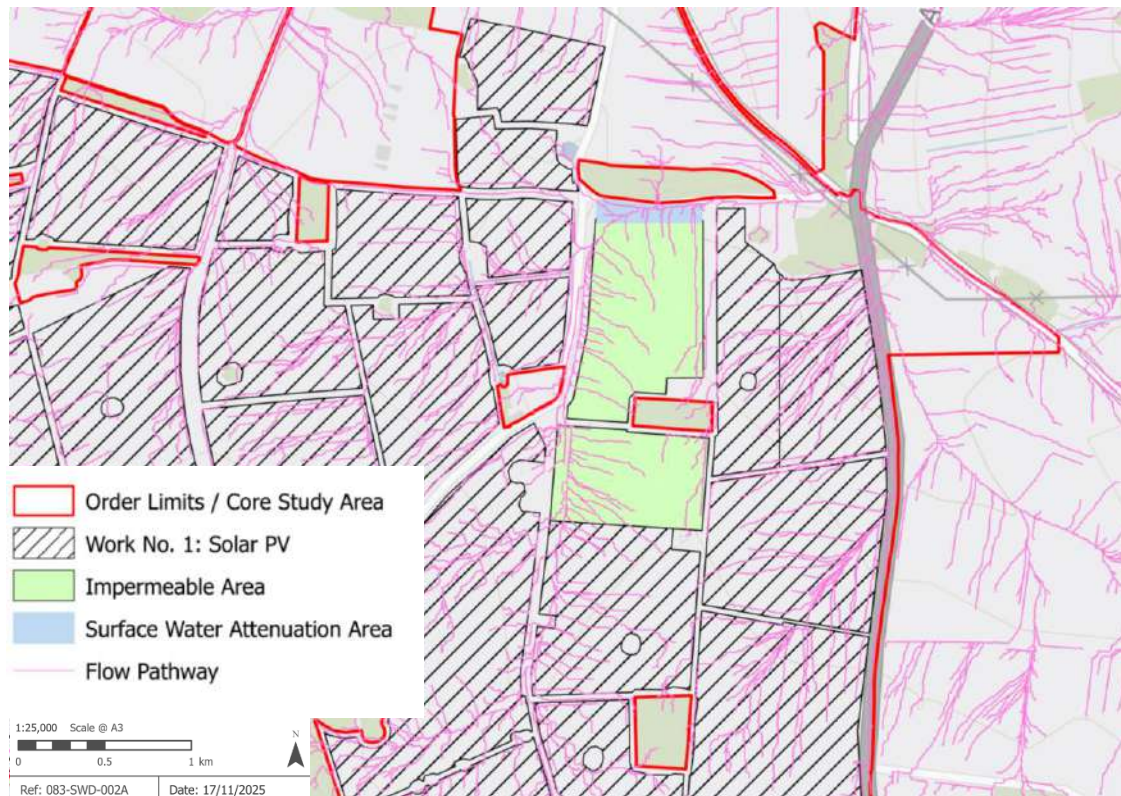 A
Order Limits / Core Study Area
Work No. 1: Solar PV
Impermeable Area
Surface Water Attenuation Area
Flow Pathway
1:25,000 Scale @ A3
N
0 0.5 1 km
Ref: 083-SWD-002A Date: 17/11/2025